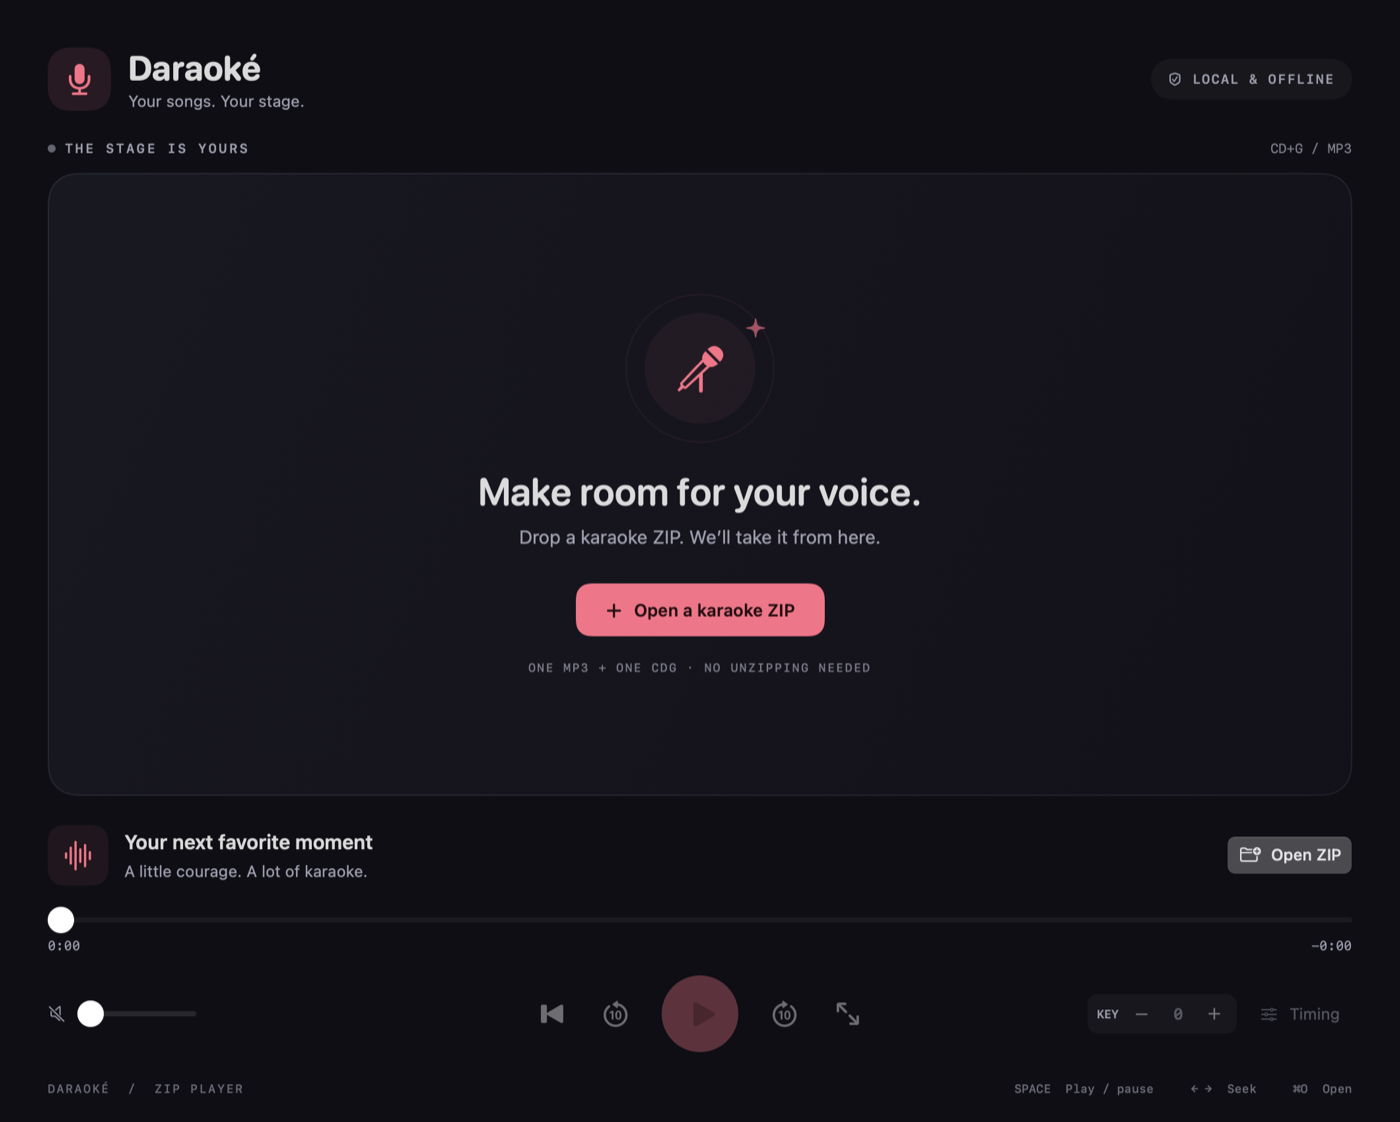 Daraoké
Your songs. Your stage.
LOCAL & OFFLINE
THE STAGE IS YOURS
CD+G / MP3
Make room for your voice.
Drop a karaoke ZIP. We’ll take it from here.
+ Open a karaoke ZIP
ONE MP3 + ONE CDG · NO UNZIPPING NEEDED
Your next favorite moment
A little courage. A lot of karaoke.
Open ZIP
0:00
−0:00
10
10
KEY − 0 +
Timing
DARAOKÉ / ZIP PLAYER
SPACE Play / pause ← → Seek ⌘O Open